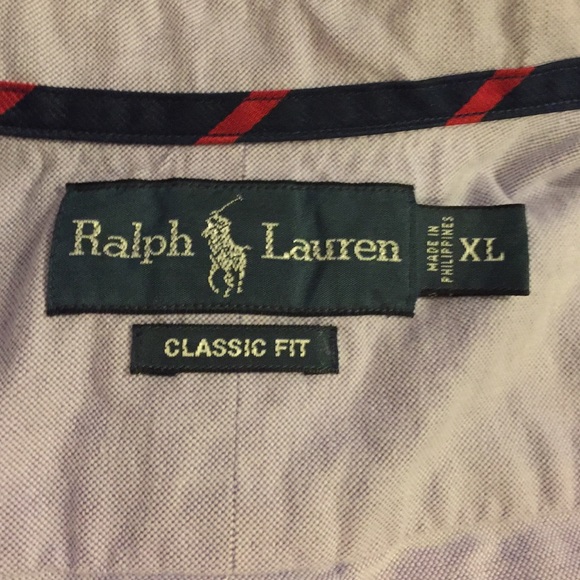 Ralph Lauren
MADE IN
PHILIPPINES
XL
CLASSIC FIT